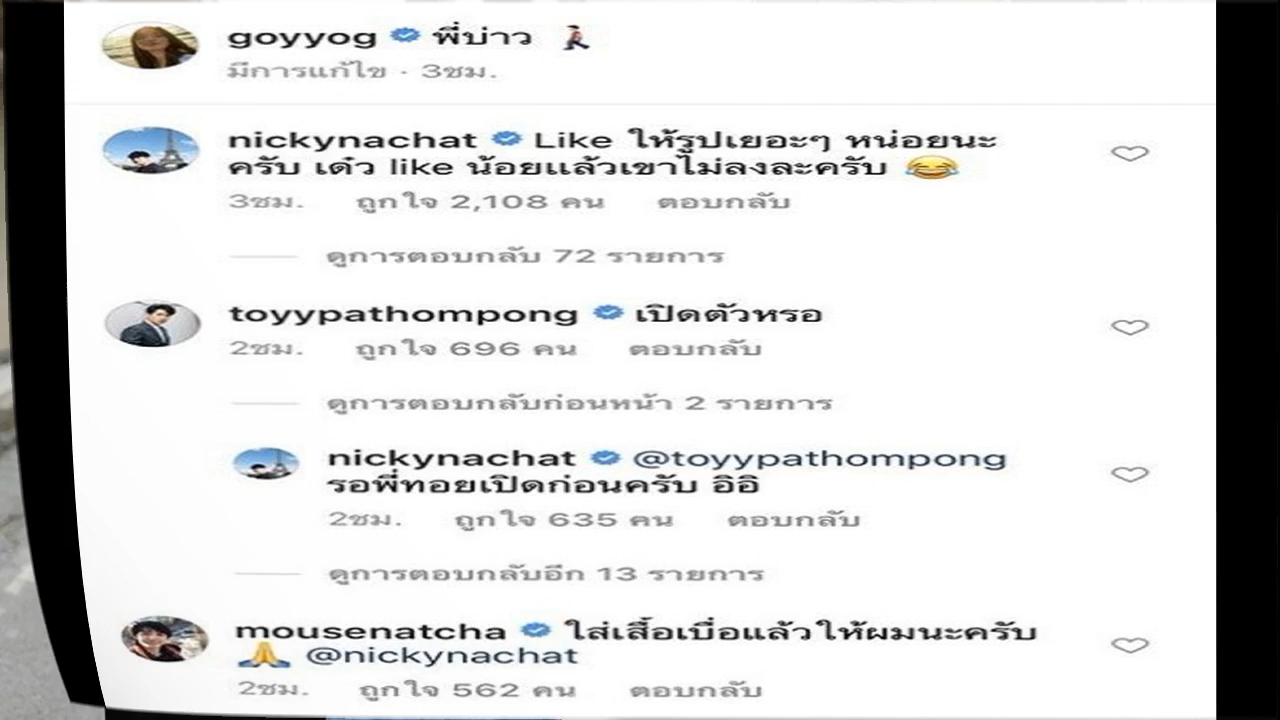 goyyog พี่บ่าว 🚶
มีการแก้ไข · 3ชม.
nickynachat Like ให้รูปเยอะๆ หน่อยนะ
ครับ เดํว like น้อยแล้วเขาไม่ลงละครับ 😂
3ชม. ถูกใจ 2,108 คน ตอบกลับ
ดูการตอบกลับ 72 รายการ
toyypathompong เปิดตัวหรอ
2ชม. ถูกใจ 696 คน ตอบกลับ
ดูการตอบกลับก่อนหน้า 2 รายการ
nickynachat @toyypathompong
รอพี่ทอยเปิดก่อนครับ อิอิ
2ชม. ถูกใจ 635 คน ตอบกลับ
ดูการตอบกลับอีก 13 รายการ
mousenatcha ใส่เสื้อเบื่อแล้วให้ผมนะครับ
🙏 @nickynachat
2ชม. ถูกใจ 562 คน ตอบกลับ